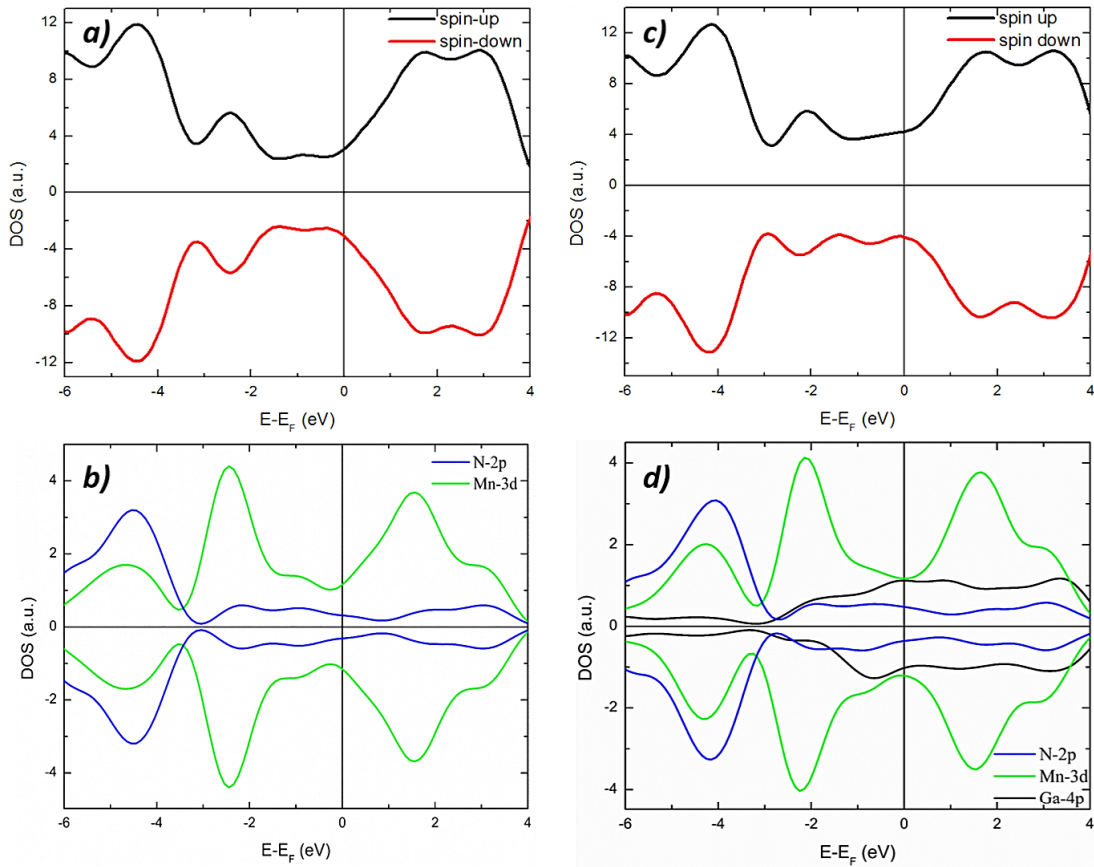 a)
spin-up
spin-down
12
8
4
0
-4
-8
-12
DOS (a.u.)
-6 -4 -2 0 2 4
E-E_F (eV)
c)
spin up
spin down
12
8
4
0
-4
-8
-12
DOS (a.u.)
-6 -4 -2 0 2 4
E-E_F (eV)
b)
N-2p
Mn-3d
4
2
0
-2
-4
DOS (a.u.)
-6 -4 -2 0 2 4
E-E_F (eV)
d)
4
2
0
-2
-4
DOS (a.u.)
N-2p
Mn-3d
Ga-4p
-6 -4 -2 0 2 4
E-E_F (eV)